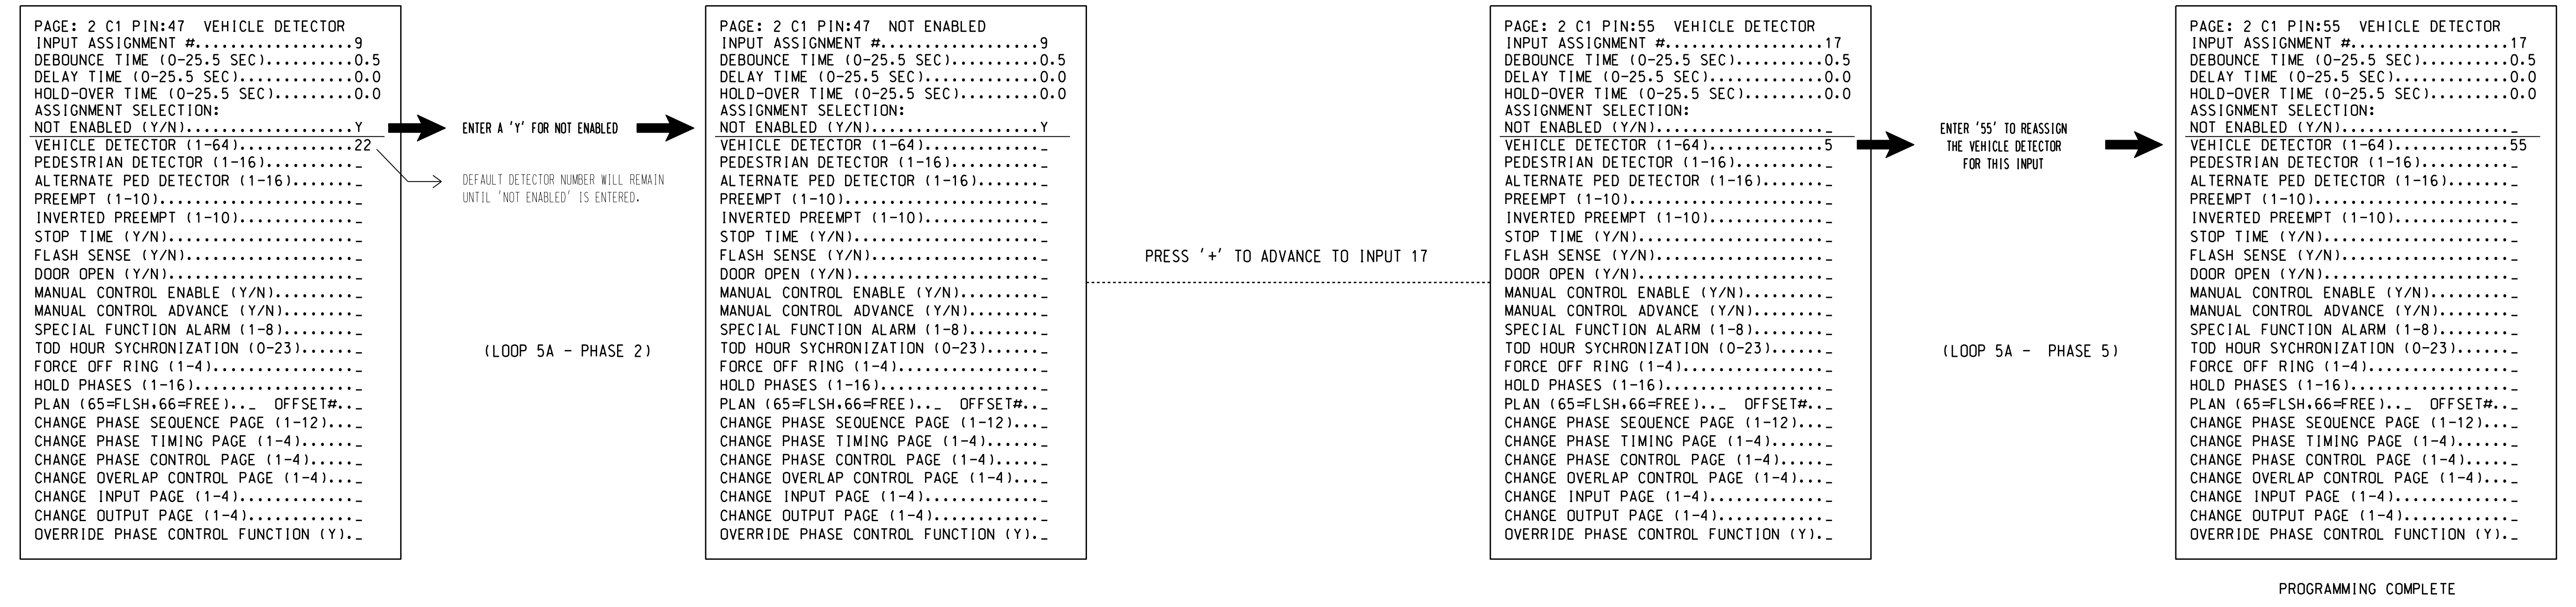 PAGE: 2 C1 PIN:47 VEHICLE DETECTOR
INPUT ASSIGNMENT #..................9
DEBOUNCE TIME (0-25.5 SEC)..........0.5
DELAY TIME (0-25.5 SEC).............0.0
HOLD-OVER TIME (0-25.5 SEC).........0.0
ASSIGNMENT SELECTION:
NOT ENABLED (Y/N)...................Y
VEHICLE DETECTOR (1-64).............22
PEDESTRIAN DETECTOR (1-16).........._
ALTERNATE PED DETECTOR (1-16)......._
PREEMPT (1-10)......................_
INVERTED PREEMPT (1-10)............._
STOP TIME (Y/N)....................._
FLASH SENSE (Y/N)..................._
DOOR OPEN (Y/N)....................._
MANUAL CONTROL ENABLE (Y/N)........._
MANUAL CONTROL ADVANCE (Y/N)........_
SPECIAL FUNCTION ALARM (1-8)........_
TOD HOUR SYCHRONIZATION (0-23)......_
FORCE OFF RING (1-4)................_
HOLD PHASES (1-16).................._
PLAN (65=FLSH,66=FREE).._ OFFSET#.._
CHANGE PHASE SEQUENCE PAGE (1-12)..._
CHANGE PHASE TIMING PAGE (1-4)......_
CHANGE PHASE CONTROL PAGE (1-4)....._
CHANGE OVERLAP CONTROL PAGE (1-4)..._
CHANGE INPUT PAGE (1-4)............._
CHANGE OUTPUT PAGE (1-4)............_
OVERRIDE PHASE CONTROL FUNCTION (Y)._
ENTER A 'Y' FOR NOT ENABLED
DEFAULT DETECTOR NUMBER WILL REMAIN
UNTIL 'NOT ENABLED' IS ENTERED.
(LOOP 5A - PHASE 2)
PAGE: 2 C1 PIN:47 NOT ENABLED
INPUT ASSIGNMENT #..................9
DEBOUNCE TIME (0-25.5 SEC)..........0.5
DELAY TIME (0-25.5 SEC).............0.0
HOLD-OVER TIME (0-25.5 SEC).........0.0
ASSIGNMENT SELECTION:
NOT ENABLED (Y/N)...................Y
VEHICLE DETECTOR (1-64)............._
PEDESTRIAN DETECTOR (1-16).........._
ALTERNATE PED DETECTOR (1-16)......._
PREEMPT (1-10)......................_
INVERTED PREEMPT (1-10)............._
STOP TIME (Y/N)....................._
FLASH SENSE (Y/N)..................._
DOOR OPEN (Y/N)....................._
MANUAL CONTROL ENABLE (Y/N)........._
MANUAL CONTROL ADVANCE (Y/N)........_
SPECIAL FUNCTION ALARM (1-8)........_
TOD HOUR SYCHRONIZATION (0-23)......_
FORCE OFF RING (1-4)................_
HOLD PHASES (1-16).................._
PLAN (65=FLSH,66=FREE).._ OFFSET#.._
CHANGE PHASE SEQUENCE PAGE (1-12)..._
CHANGE PHASE TIMING PAGE (1-4)......_
CHANGE PHASE CONTROL PAGE (1-4)....._
CHANGE OVERLAP CONTROL PAGE (1-4)..._
CHANGE INPUT PAGE (1-4)............._
CHANGE OUTPUT PAGE (1-4)............_
OVERRIDE PHASE CONTROL FUNCTION (Y)._
PRESS '+' TO ADVANCE TO INPUT 17
PAGE: 2 C1 PIN:55 VEHICLE DETECTOR
INPUT ASSIGNMENT #..................17
DEBOUNCE TIME (0-25.5 SEC)..........0.5
DELAY TIME (0-25.5 SEC).............0.0
HOLD-OVER TIME (0-25.5 SEC).........0.0
ASSIGNMENT SELECTION:
NOT ENABLED (Y/N)..................._
VEHICLE DETECTOR (1-64).............5
PEDESTRIAN DETECTOR (1-16).........._
ALTERNATE PED DETECTOR (1-16)......._
PREEMPT (1-10)......................_
INVERTED PREEMPT (1-10)............._
STOP TIME (Y/N)....................._
FLASH SENSE (Y/N)..................._
DOOR OPEN (Y/N)....................._
MANUAL CONTROL ENABLE (Y/N)........._
MANUAL CONTROL ADVANCE (Y/N)........_
SPECIAL FUNCTION ALARM (1-8)........_
TOD HOUR SYCHRONIZATION (0-23)......_
FORCE OFF RING (1-4)................_
HOLD PHASES (1-16).................._
PLAN (65=FLSH,66=FREE).._ OFFSET#.._
CHANGE PHASE SEQUENCE PAGE (1-12)..._
CHANGE PHASE TIMING PAGE (1-4)......_
CHANGE PHASE CONTROL PAGE (1-4)....._
CHANGE OVERLAP CONTROL PAGE (1-4)..._
CHANGE INPUT PAGE (1-4)............._
CHANGE OUTPUT PAGE (1-4)............_
OVERRIDE PHASE CONTROL FUNCTION (Y)._
ENTER '55' TO REASSIGN
THE VEHICLE DETECTOR
FOR THIS INPUT
(LOOP 5A - PHASE 5)
PAGE: 2 C1 PIN:55 VEHICLE DETECTOR
INPUT ASSIGNMENT #..................17
DEBOUNCE TIME (0-25.5 SEC)..........0.5
DELAY TIME (0-25.5 SEC).............0.0
HOLD-OVER TIME (0-25.5 SEC).........0.0
ASSIGNMENT SELECTION:
NOT ENABLED (Y/N)..................._
VEHICLE DETECTOR (1-64).............55
PEDESTRIAN DETECTOR (1-16).........._
ALTERNATE PED DETECTOR (1-16)......._
PREEMPT (1-10)......................_
INVERTED PREEMPT (1-10)............._
STOP TIME (Y/N)....................._
FLASH SENSE (Y/N)..................._
DOOR OPEN (Y/N)....................._
MANUAL CONTROL ENABLE (Y/N)........._
MANUAL CONTROL ADVANCE (Y/N)........_
SPECIAL FUNCTION ALARM (1-8)........_
TOD HOUR SYCHRONIZATION (0-23)......_
FORCE OFF RING (1-4)................_
HOLD PHASES (1-16).................._
PLAN (65=FLSH,66=FREE).._ OFFSET#.._
CHANGE PHASE SEQUENCE PAGE (1-12)..._
CHANGE PHASE TIMING PAGE (1-4)......_
CHANGE PHASE CONTROL PAGE (1-4)....._
CHANGE OVERLAP CONTROL PAGE (1-4)..._
CHANGE INPUT PAGE (1-4)............._
CHANGE OUTPUT PAGE (1-4)............_
OVERRIDE PHASE CONTROL FUNCTION (Y)._
PROGRAMMING COMPLETE